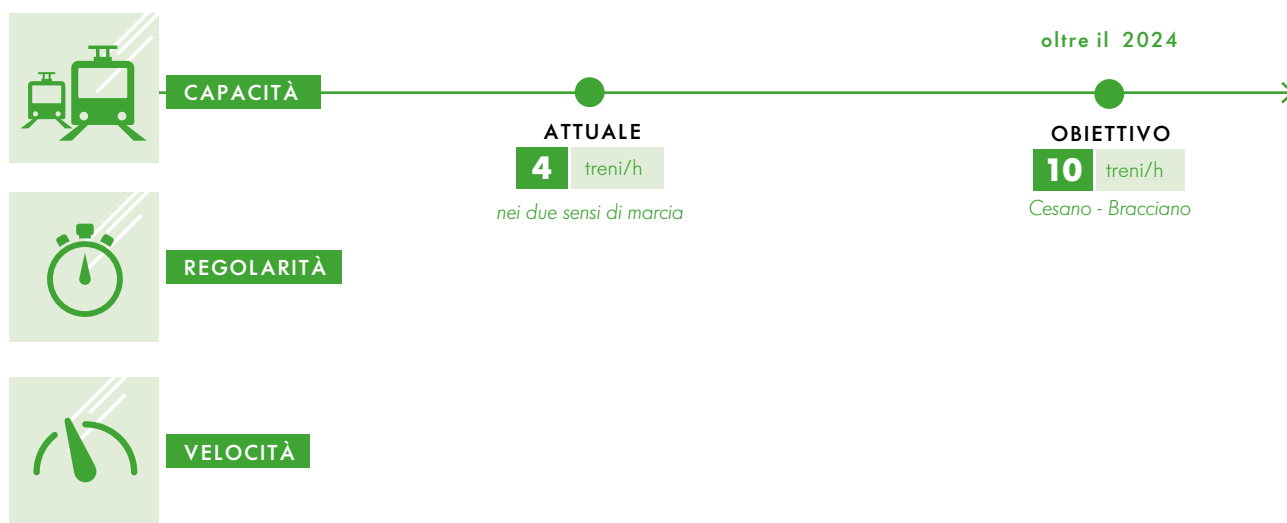 oltre il 2024
CAPACITÀ
ATTUALE
4 treni/h
nei due sensi di marcia
OBIETTIVO
10 treni/h
Cesano - Bracciano
REGOLARITÀ
VELOCITÀ